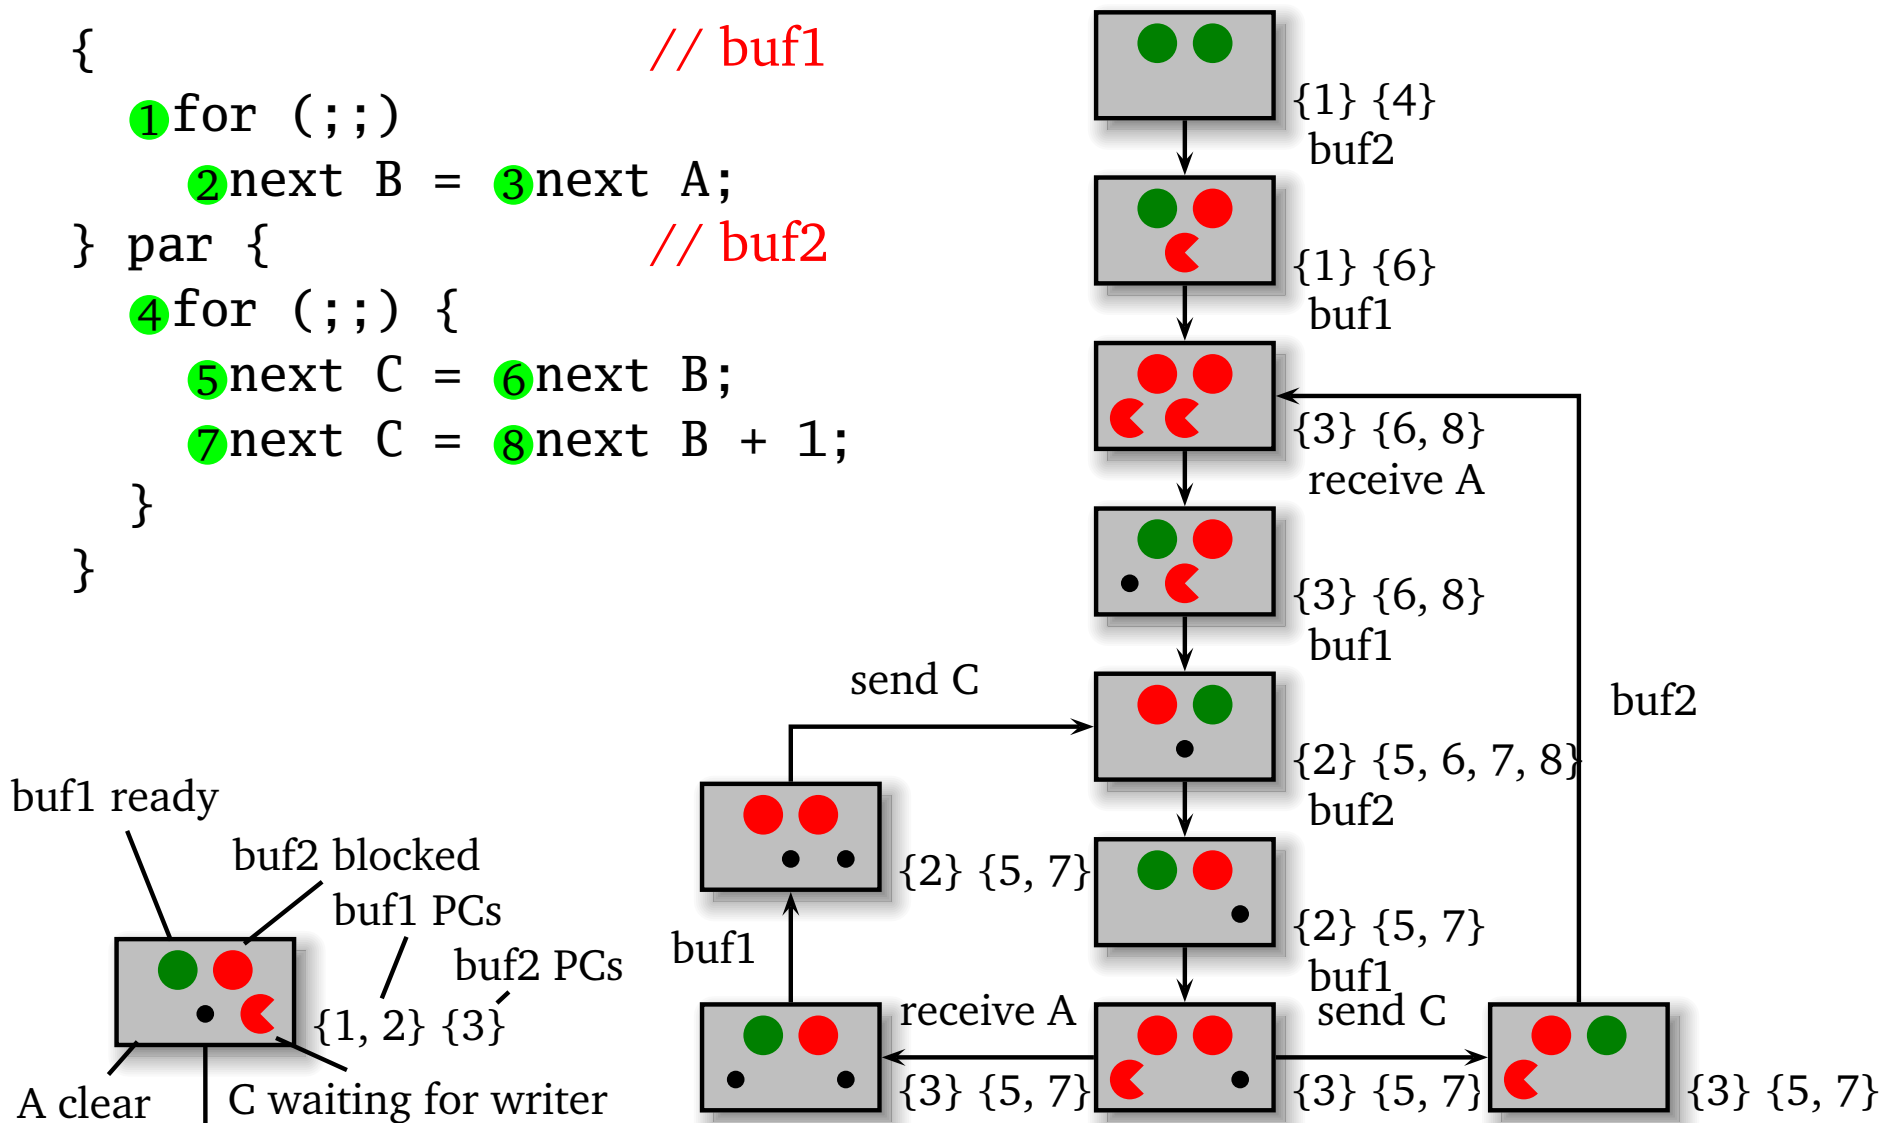 { // buf1
1 for (;;)
2 next B = 3 next A;
} par { // buf2
4 for (;;) {
5 next C = 6 next B;
7 next C = 8 next B + 1;
}
}
{1} {4}
buf2
{1} {6}
buf1
{3} {6, 8}
receive A
{3} {6, 8}
buf1
send C
{2} {5, 6, 7, 8}
buf2
buf2
{2} {5, 7}
{2} {5, 7}
buf1
buf1
receive A
send C
{3} {5, 7}
{3} {5, 7}
{3} {5, 7}
buf1 ready
buf2 blocked
buf1 PCs
buf2 PCs
{1, 2} {3}
A clear
C waiting for writer